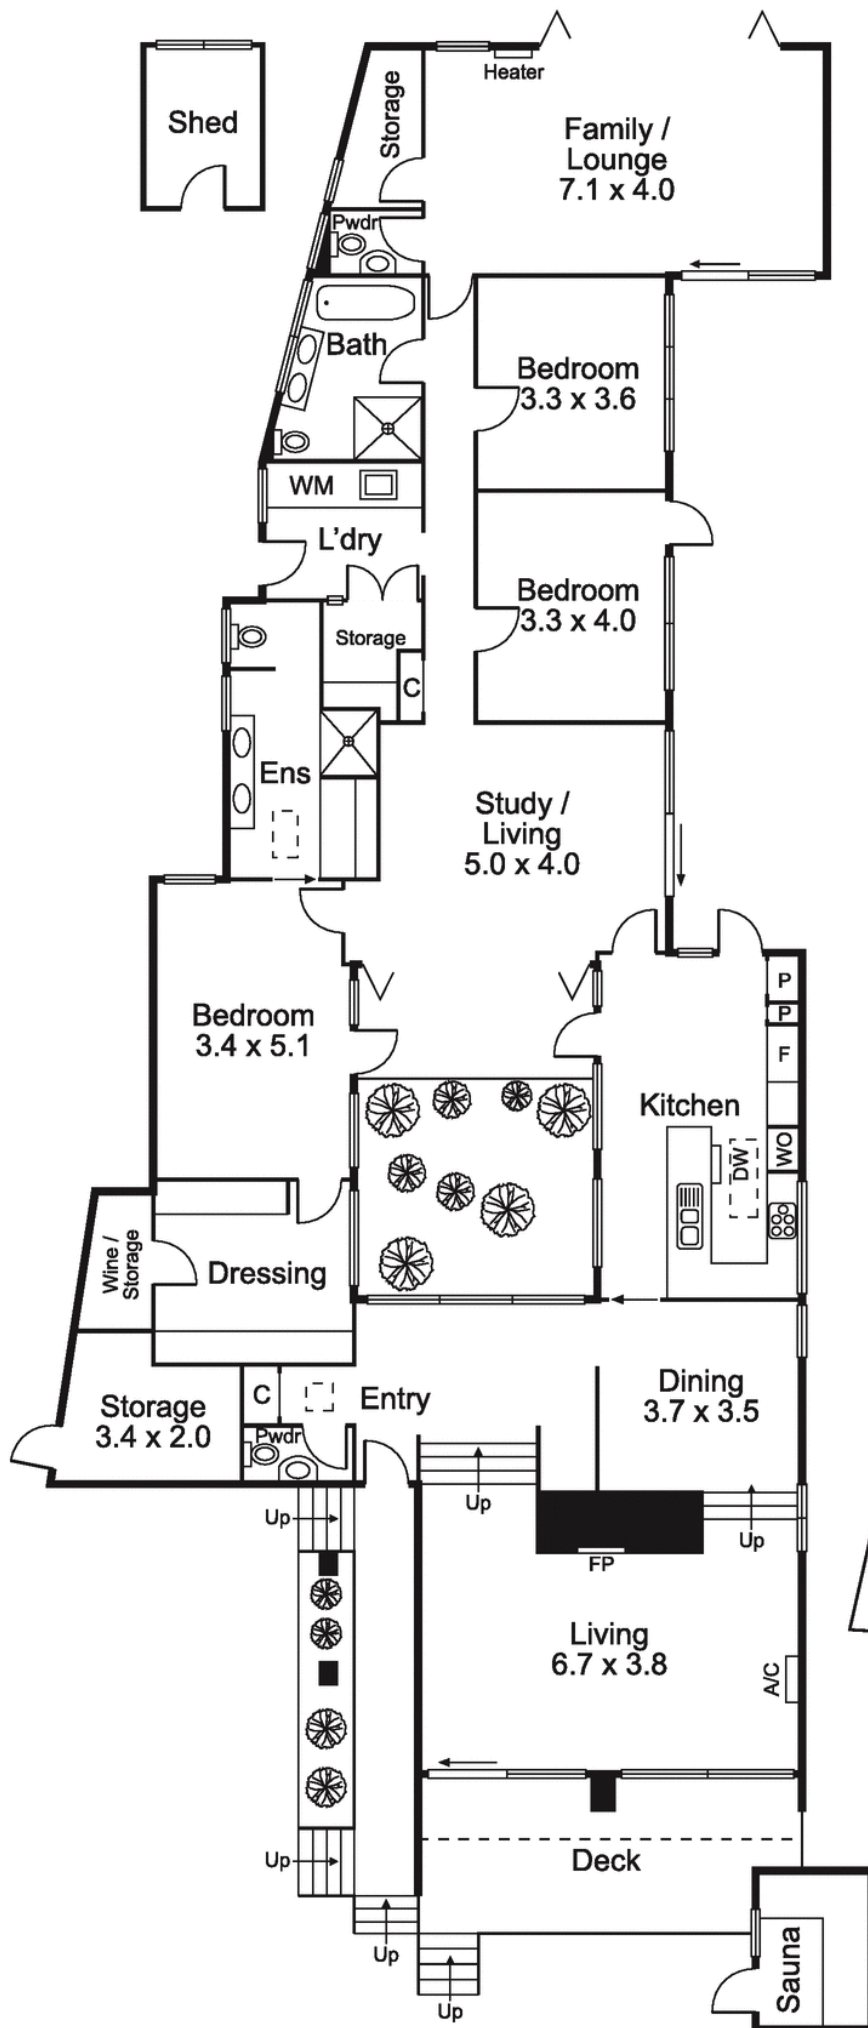 Shed
Storage
Heater
Family /
Lounge
7.1 x 4.0
Pwdr
Bath
Bedroom
3.3 x 3.6
WM
L'dry
Bedroom
3.3 x 4.0
Storage
C
Ens
Study /
Living
5.0 x 4.0
Bedroom
3.4 x 5.1
P
P
F
Kitchen
DW
WO
Wine /
Storage
Dressing
C
Entry
Dining
3.7 x 3.5
Storage
3.4 x 2.0
Pwdr
Up
Up
Up
FP
Living
6.7 x 3.8
A/C
Up
Deck
Up
Up
Sauna